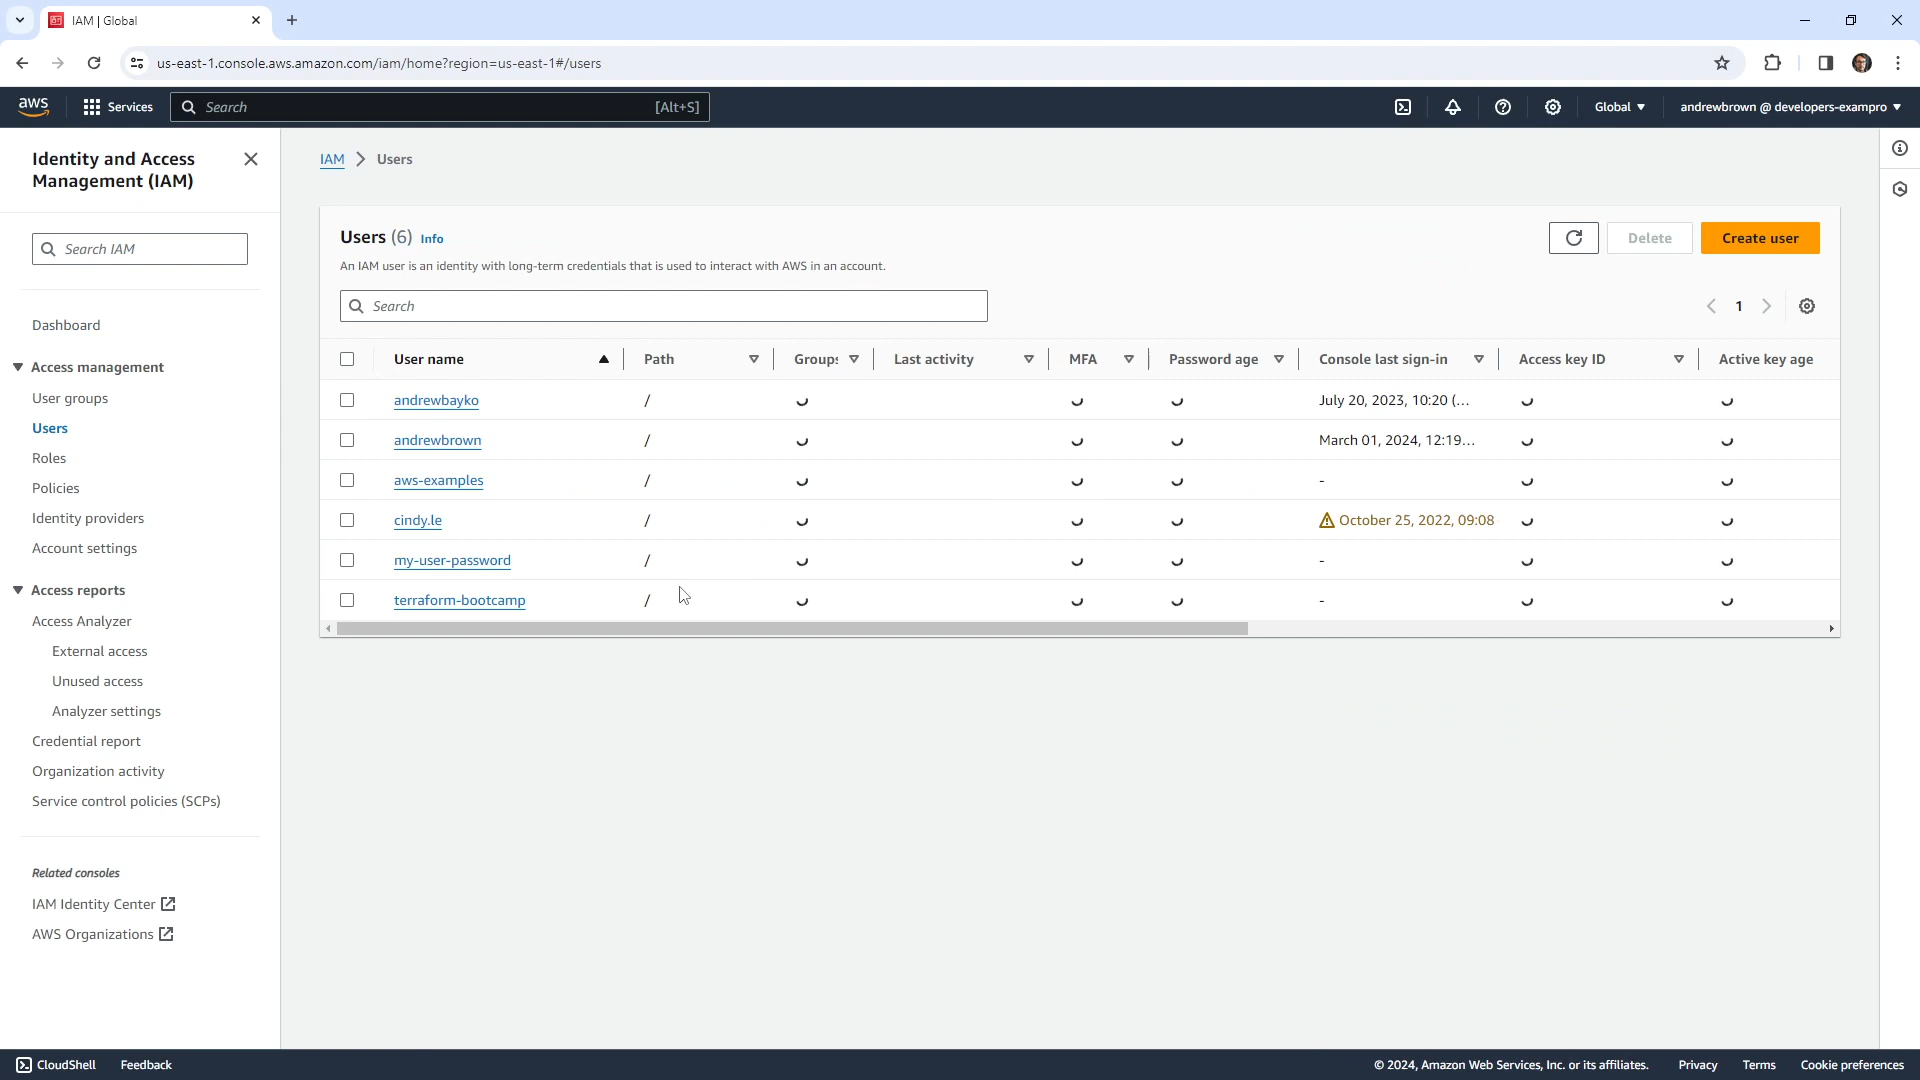 IAM | Global
us-east-1.console.aws.amazon.com/iam/home?region=us-east-1#/users
aws
Services
Search
[Alt+S]
Global
andrewbrown @ developers-exampro
Identity and Access
Management (IAM)
Search IAM
Dashboard
Access management
User groups
Users
Roles
Policies
Identity providers
Account settings
Access reports
Access Analyzer
External access
Unused access
Analyzer settings
Credential report
Organization activity
Service control policies (SCPs)
Related consoles
IAM Identity Center
AWS Organizations
IAM > Users
Users (6) Info
An IAM user is an identity with long-term credentials that is used to interact with AWS in an account.
Delete
Create user
Search
1
User name Path Groups Last activity MFA Password age Console last sign-in Access key ID Active key age
andrewbayko / July 20, 2023, 10:20 (...
andrewbrown / March 01, 2024, 12:19...
aws-examples / -
cindy.le / October 25, 2022, 09:08
my-user-password / -
terraform-bootcamp / -
CloudShell Feedback © 2024, Amazon Web Services, Inc. or its affiliates. Privacy Terms Cookie preferences